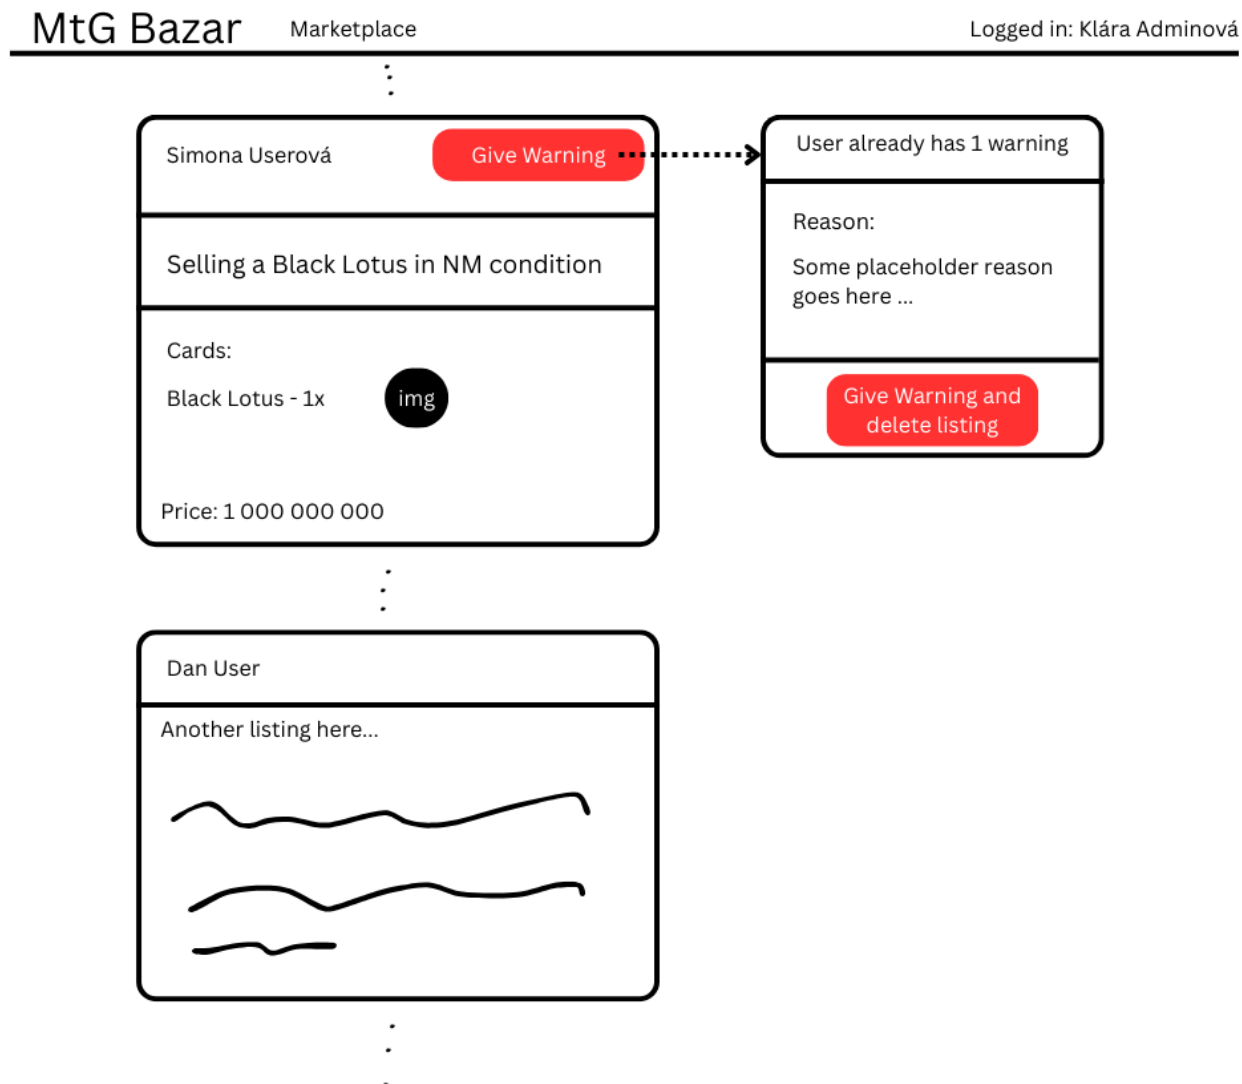 MtG Bazar
Marketplace
Logged in: Klára Adminová
Simona Userová
Give Warning
Selling a Black Lotus in NM condition
Cards:
Black Lotus - 1x
img
Price: 1 000 000 000
User already has 1 warning
Reason:
Some placeholder reason
goes here ...
Give Warning and
delete listing
Dan User
Another listing here...